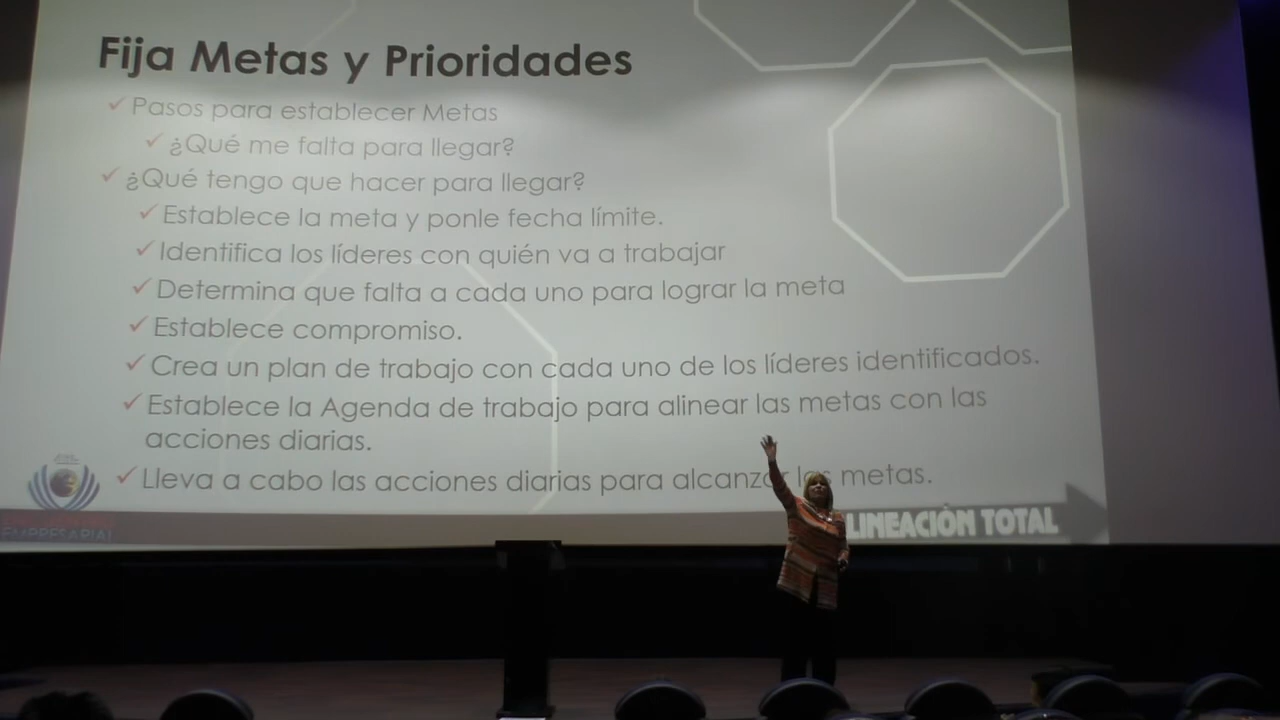 Fija Metas y Prioridades
Pasos para establecer Metas
¿Qué me falta para llegar?
¿Qué tengo que hacer para llegar?
Establece la meta y ponle fecha límite.
Identifica los líderes con quién va a trabajar
Determina que falta a cada uno para lograr la meta
Establece compromiso.
Crea un plan de trabajo con cada uno de los líderes identificados.
Establece la Agenda de trabajo para alinear las metas con las
acciones diarias.
Lleva a cabo las acciones diarias para alcanzar las metas.
EMPRESARIAL
LINEACIÓN TOTAL